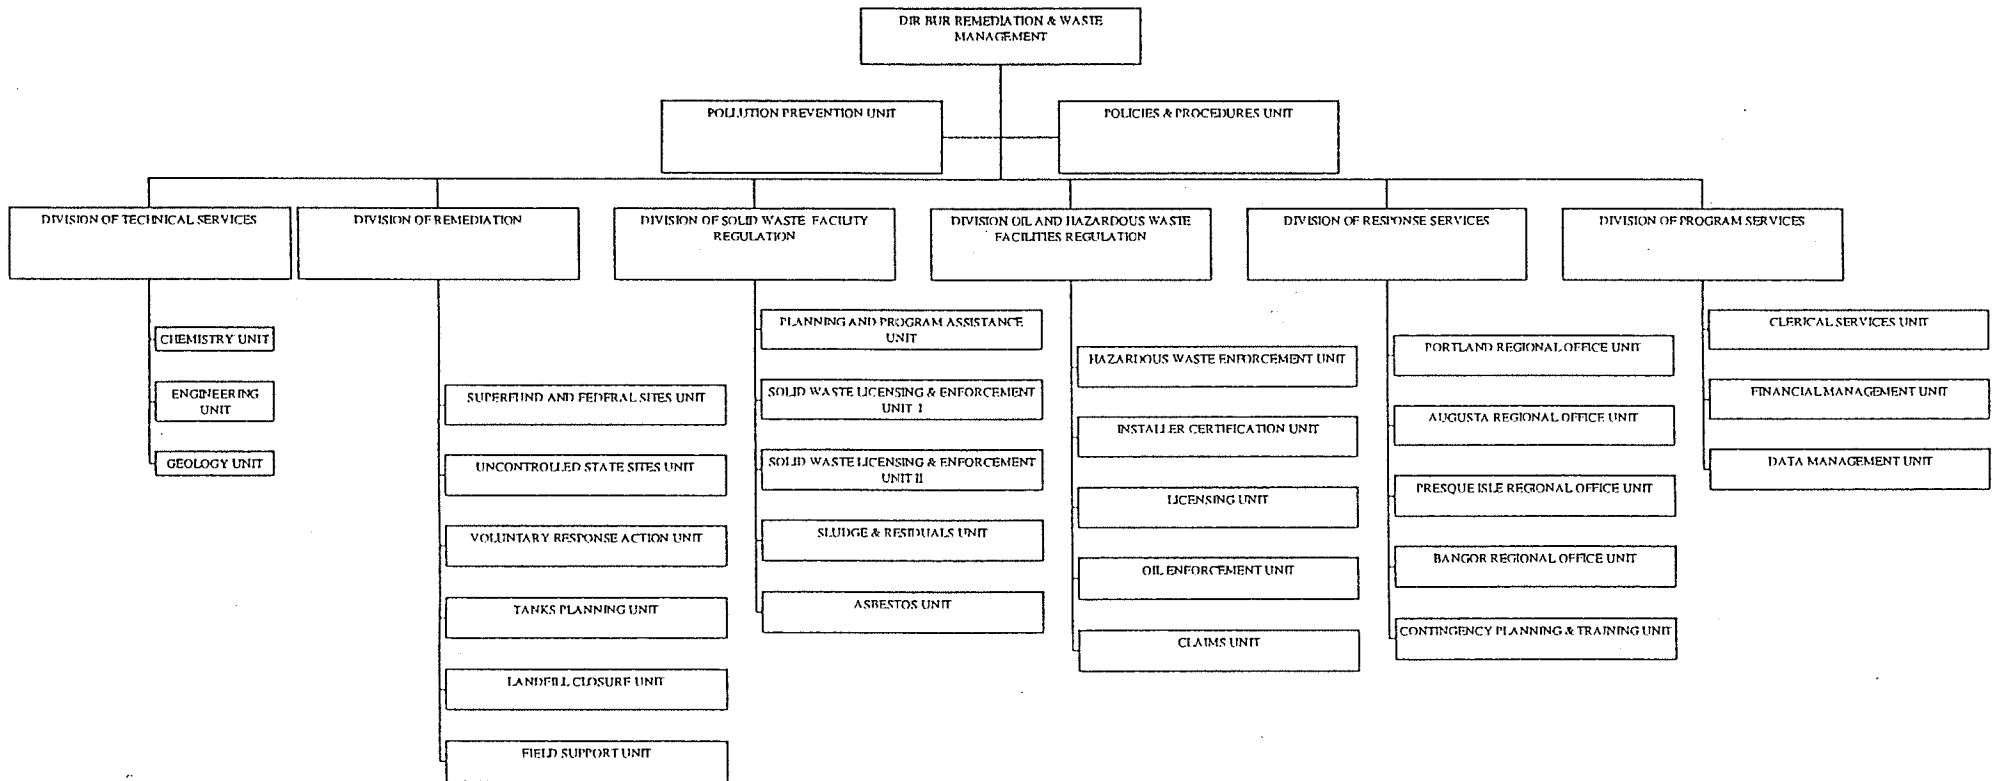 DIR BUR REMEDIATION & WASTE
MANAGEMENT
POLLUTION PREVENTION UNIT
POLICIES & PROCEDURES UNIT
DIVISION OF TECHNICAL SERVICES
DIVISION OF REMEDIATION
DIVISION OF SOLID WASTE FACILITY
REGULATION
DIVISION OIL AND HAZARDOUS WASTE
FACILITIES REGULATION
DIVISION OF RESPONSE SERVICES
DIVISION OF PROGRAM SERVICES
CHEMISTRY UNIT
ENGINEERING
UNIT
GEOLOGY UNIT
SUPERFUND AND FEDERAL SITES UNIT
UNCONTROLLED STATE SITES UNIT
VOLUNTARY RESPONSE ACTION UNIT
TANKS PLANNING UNIT
LANDFILL CLOSURE UNIT
FIELD SUPPORT UNIT
PLANNING AND PROGRAM ASSISTANCE
UNIT
SOLID WASTE LICENSING & ENFORCEMENT
UNIT I
SOLID WASTE LICENSING & ENFORCEMENT
UNIT II
SLUDGE & RESIDUALS UNIT
ASBESTOS UNIT
HAZARDOUS WASTE ENFORCEMENT UNIT
INSTALLER CERTIFICATION UNIT
LICENSING UNIT
OIL ENFORCEMENT UNIT
CLAIMS UNIT
PORTLAND REGIONAL OFFICE UNIT
AUGUSTA REGIONAL OFFICE UNIT
PRESQUE ISLE REGIONAL OFFICE UNIT
BANGOR REGIONAL OFFICE UNIT
CONTINGENCY PLANNING & TRAINING UNIT
CLERICAL SERVICES UNIT
FINANCIAL MANAGEMENT UNIT
DATA MANAGEMENT UNIT